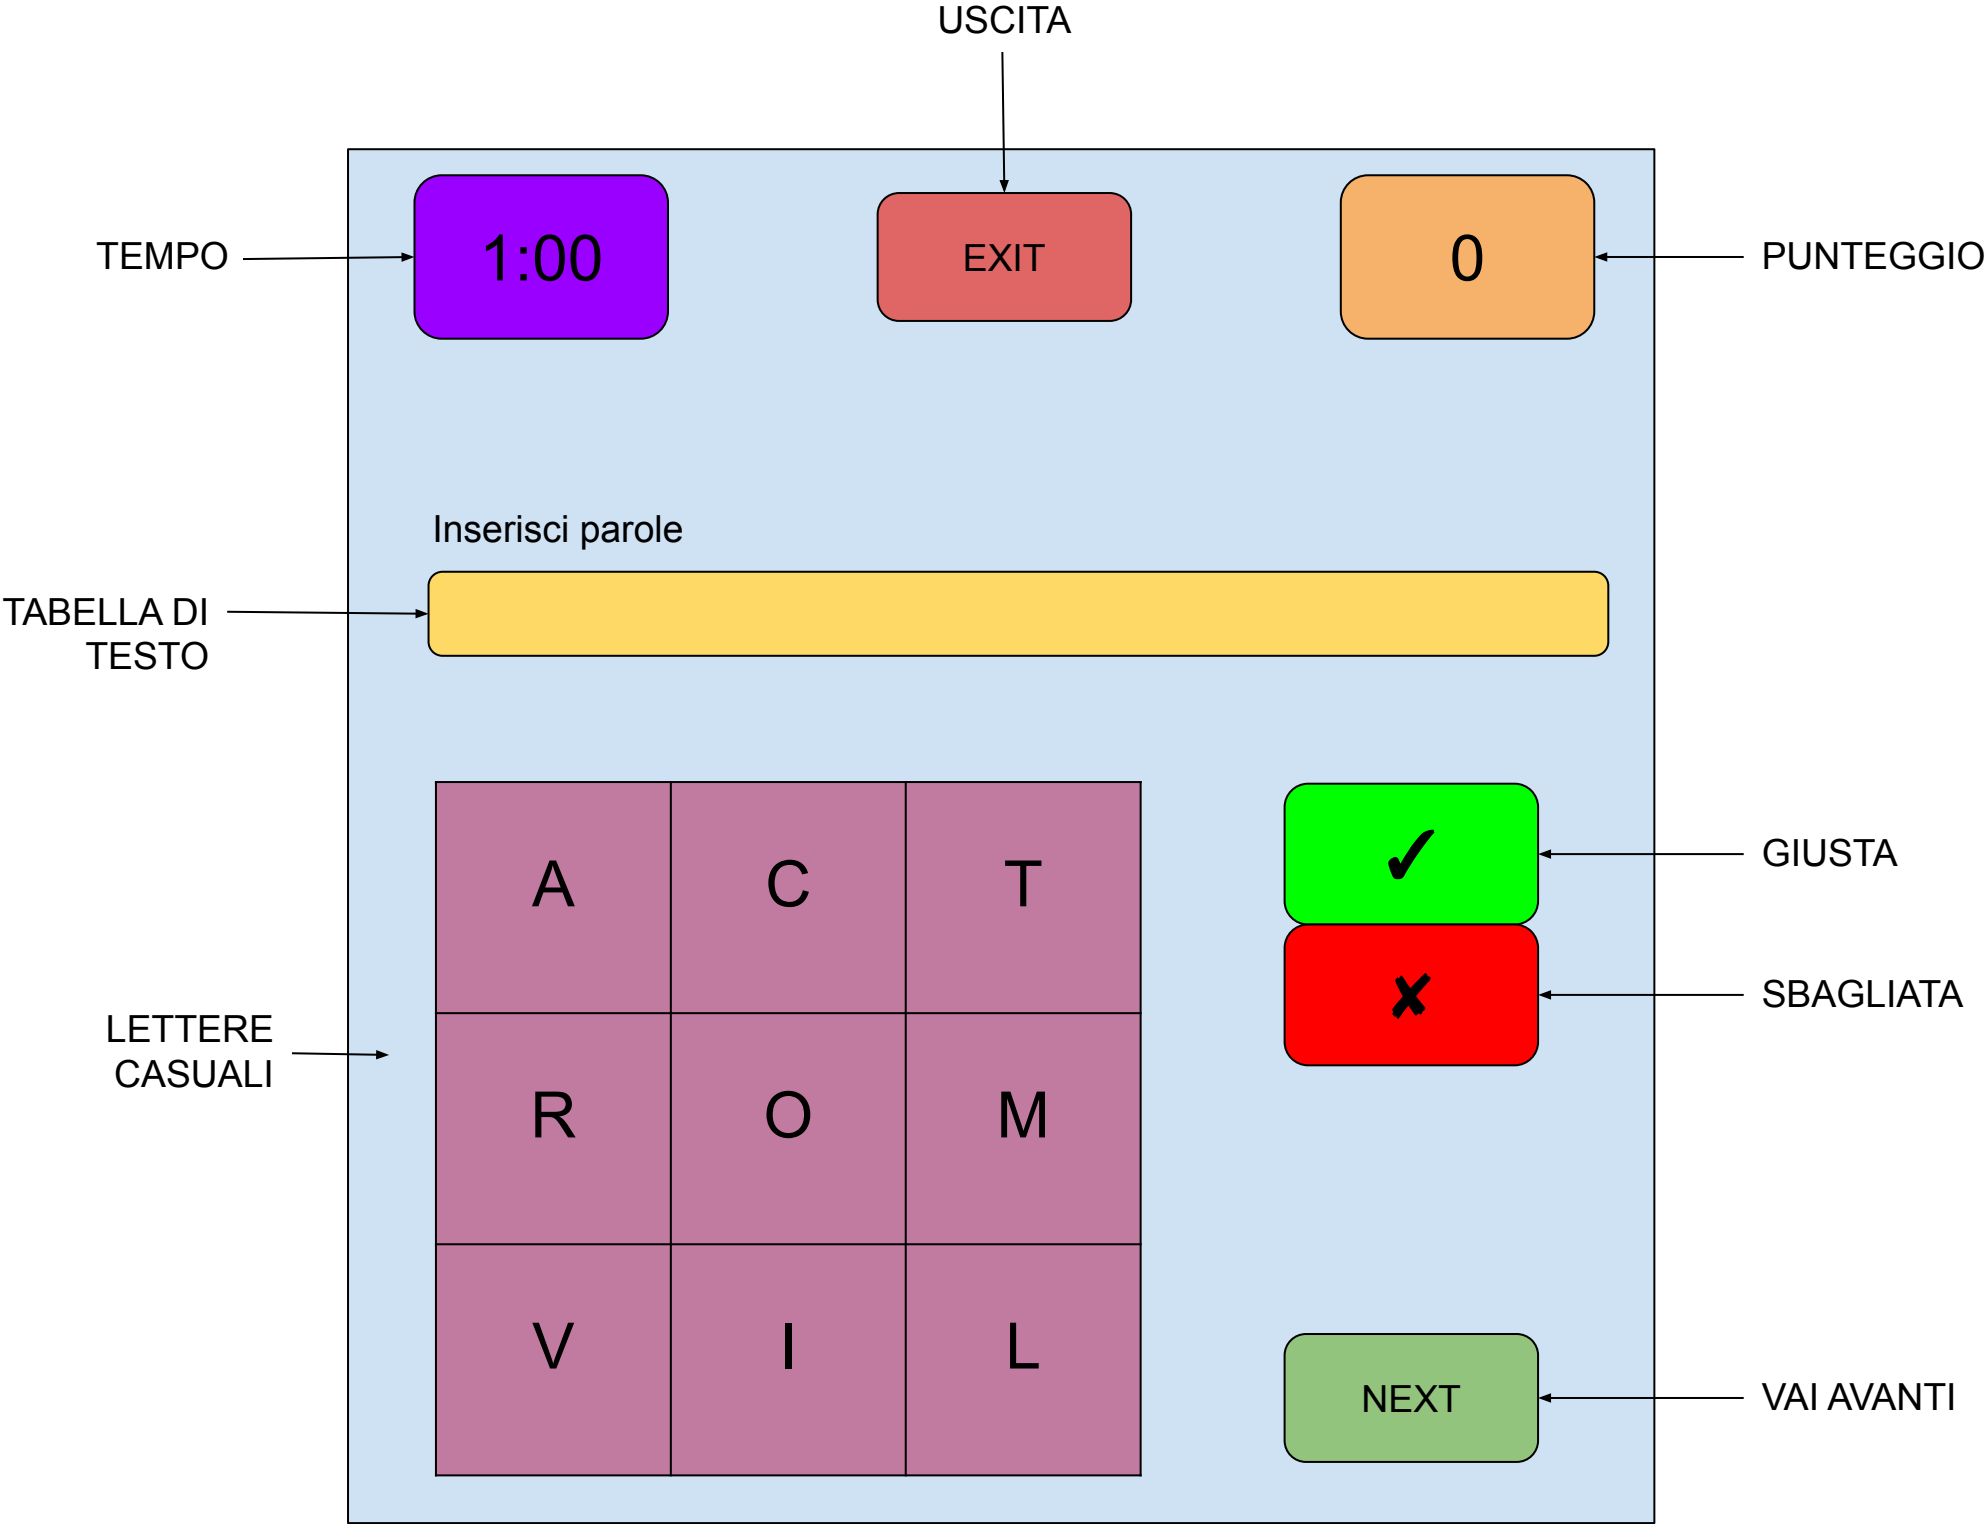 USCITA
TEMPO
1:00
EXIT
0
PUNTEGGIO
Inserisci parole
TABELLA DI
TESTO
A C T
✓
GIUSTA
✘
SBAGLIATA
LETTERE
CASUALI
R O M
V I L
NEXT
VAI AVANTI